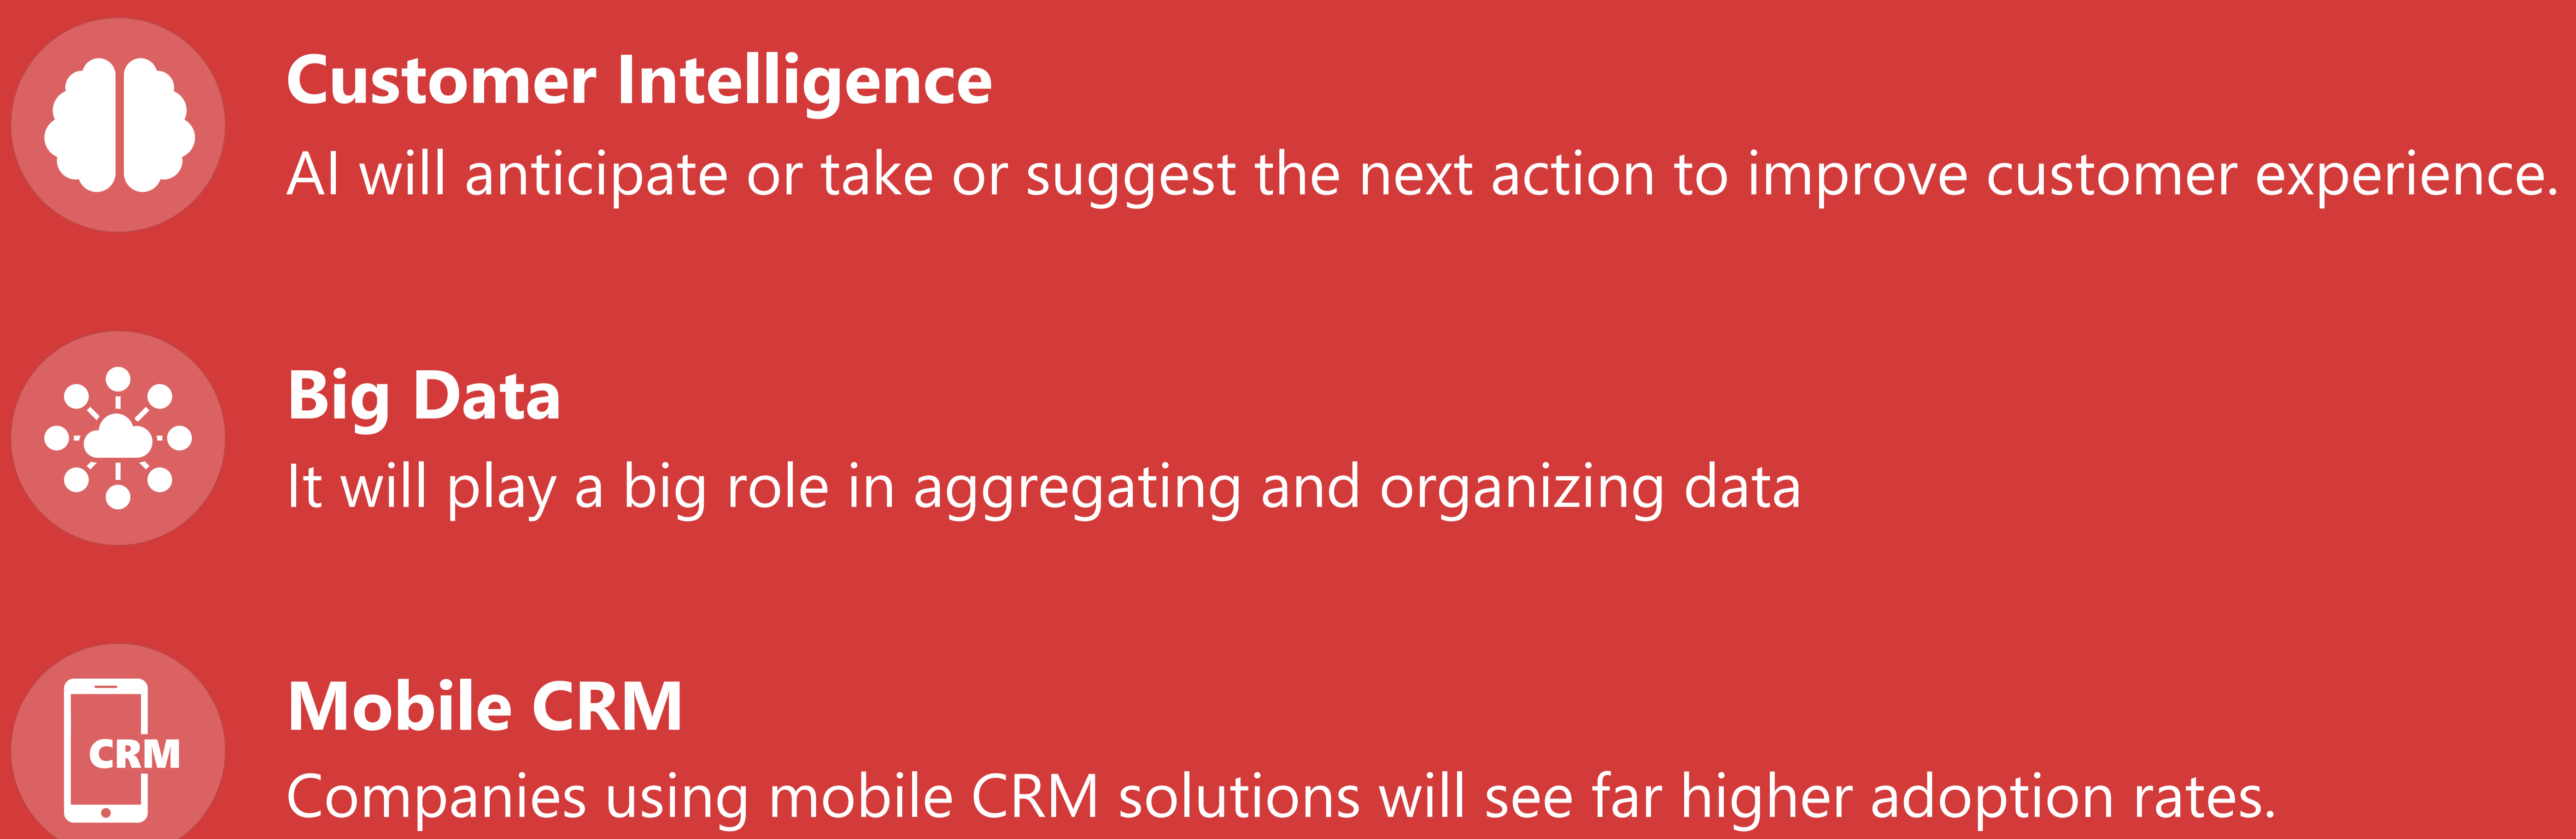 Customer Intelligence
AI will anticipate or take or suggest the next action to improve customer experience.
Big Data
It will play a big role in aggregating and organizing data
Mobile CRM
CRM
Companies using mobile CRM solutions will see far higher adoption rates.